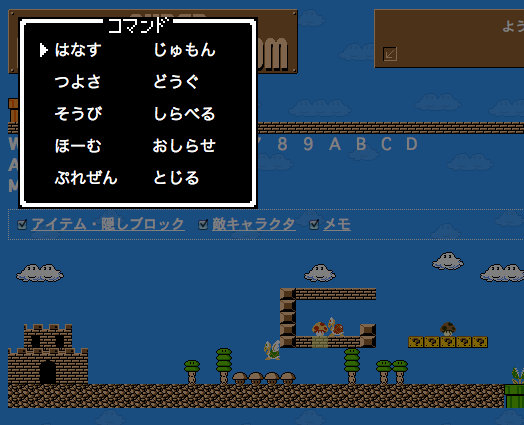 コマンド
よう
はなす じゅもん
つよさ どうぐ
そうび しらべる
ほーむ おしらせ
ぷれぜん とじる
8 9 A B C D
アイテム・隠しブロック 敵キャラクタ メモ
? ? ? ? ?